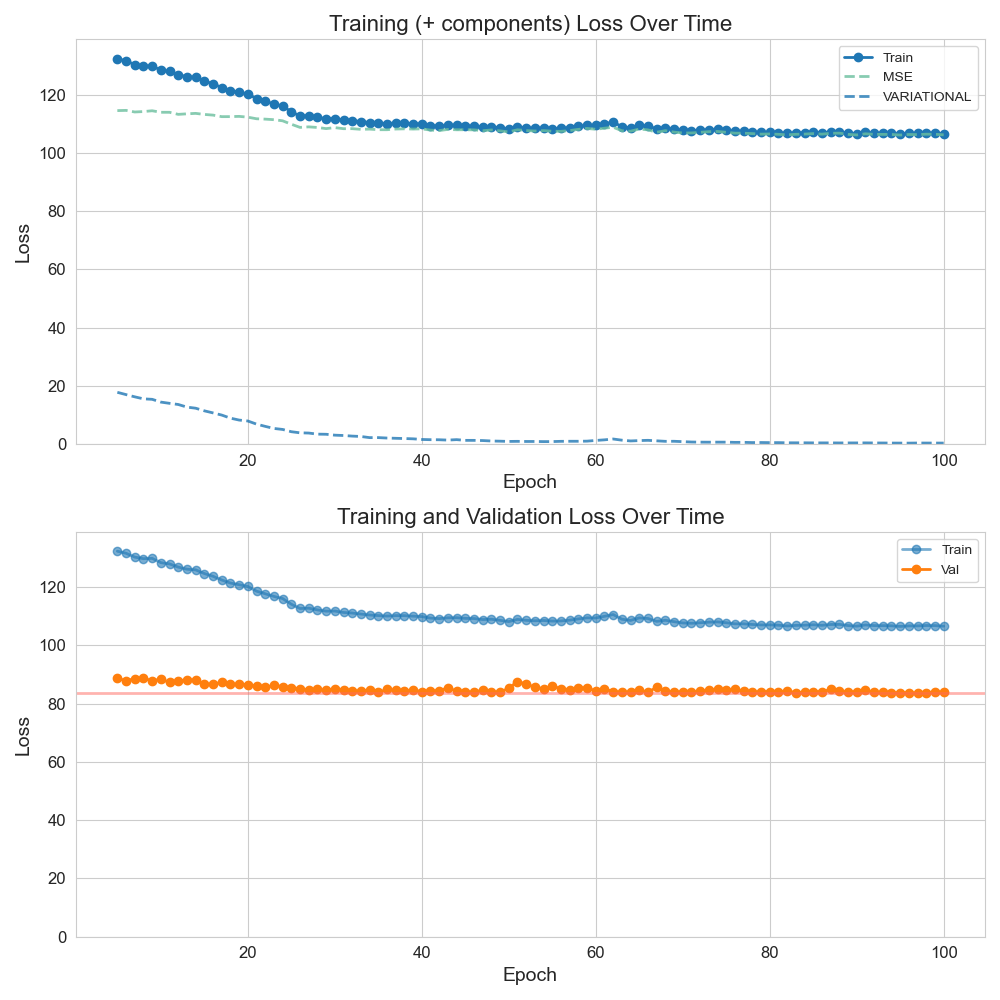 Training (+ components) Loss Over Time
Train
MSE
VARIATIONAL
120
100
80
60
40
20
0
Loss
20 40 60 80 100
Epoch
Training and Validation Loss Over Time
Train
Val
120
100
80
60
40
20
0
Loss
20 40 60 80 100
Epoch